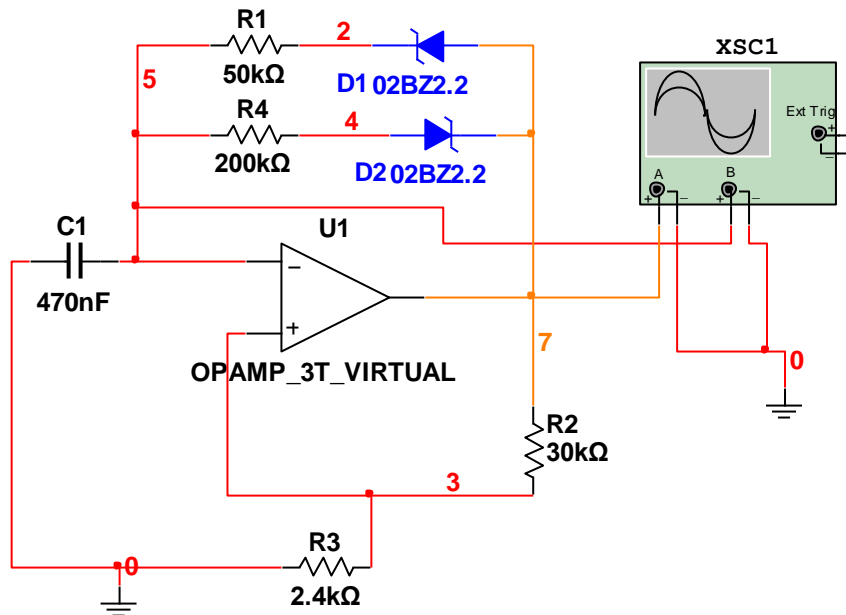 R1
2
XSC1
5
50kΩ
D1 02BZ2.2
R4
4
Ext Trig
+
−
200kΩ
D2 02BZ2.2
A
B
+
−
+
−
C1
U1
−
470nF
+
7
0
OPAMP_3T_VIRTUAL
R2
30kΩ
3
R3
0
2.4kΩ